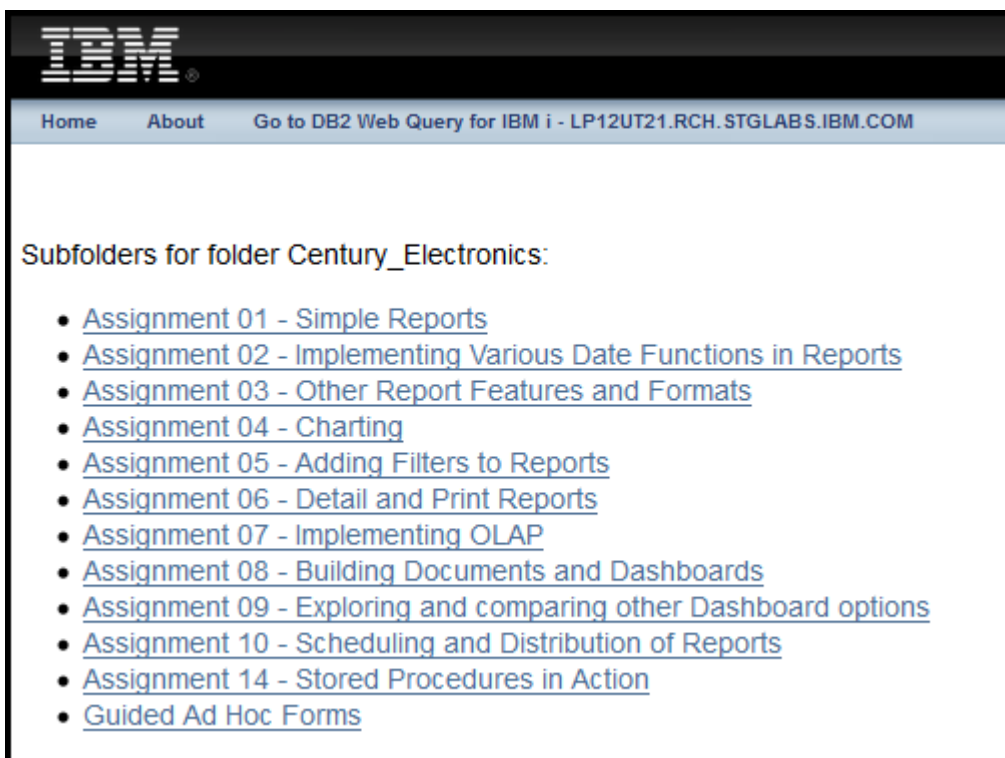 IBM®
Home About Go to DB2 Web Query for IBM i - LP12UT21.RCH.STGLABS.IBM.COM
Subfolders for folder Century_Electronics:
Assignment 01 - Simple Reports
Assignment 02 - Implementing Various Date Functions in Reports
Assignment 03 - Other Report Features and Formats
Assignment 04 - Charting
Assignment 05 - Adding Filters to Reports
Assignment 06 - Detail and Print Reports
Assignment 07 - Implementing OLAP
Assignment 08 - Building Documents and Dashboards
Assignment 09 - Exploring and comparing other Dashboard options
Assignment 10 - Scheduling and Distribution of Reports
Assignment 14 - Stored Procedures in Action
Guided Ad Hoc Forms